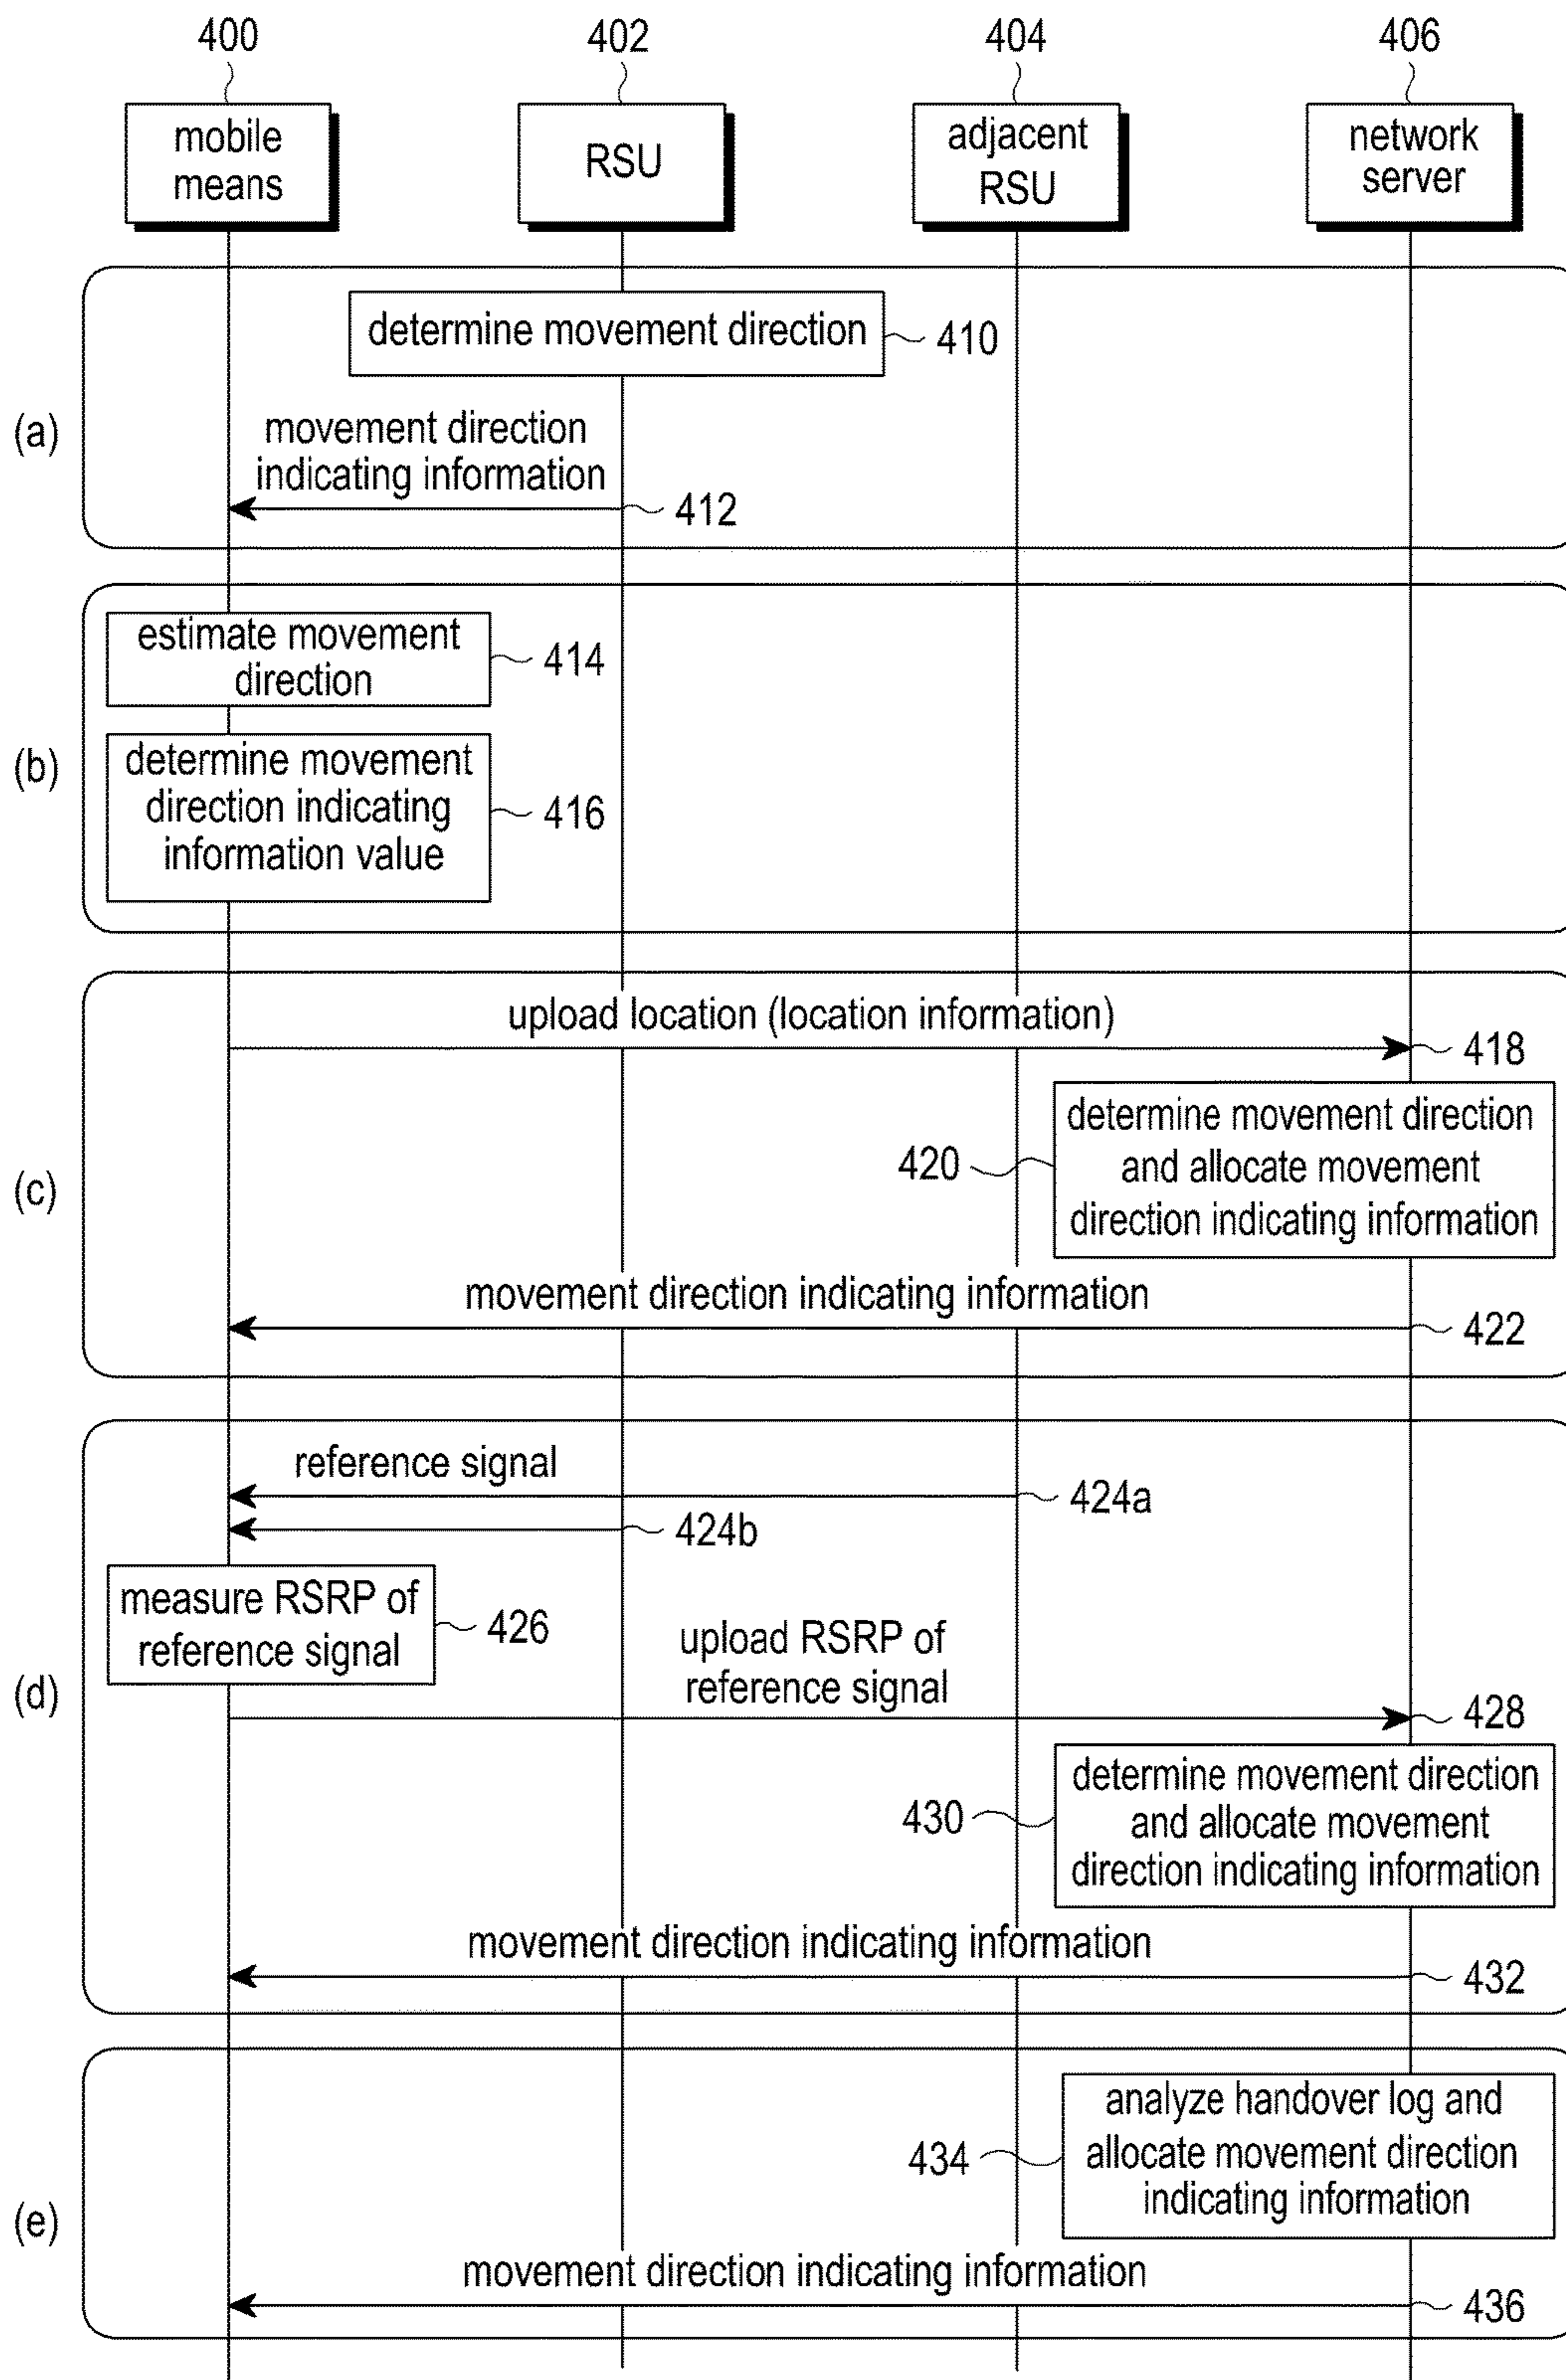 400 402 404 406
mobile
means
RSU
adjacent
RSU
network
server
(a)
determine movement direction
410
movement direction
indicating information
412
(b)
estimate movement
direction
414
determine movement
direction indicating
information value
416
(c)
upload location (location information)
418
determine movement direction
and allocate movement
direction indicating information
420
movement direction indicating information
422
(d)
reference signal
424a
424b
measure RSRP of
reference signal
426
upload RSRP of
reference signal
428
determine movement direction
and allocate movement
direction indicating information
430
movement direction indicating information
432
(e)
analyze handover log and
allocate movement direction
indicating information
434
movement direction indicating information
436